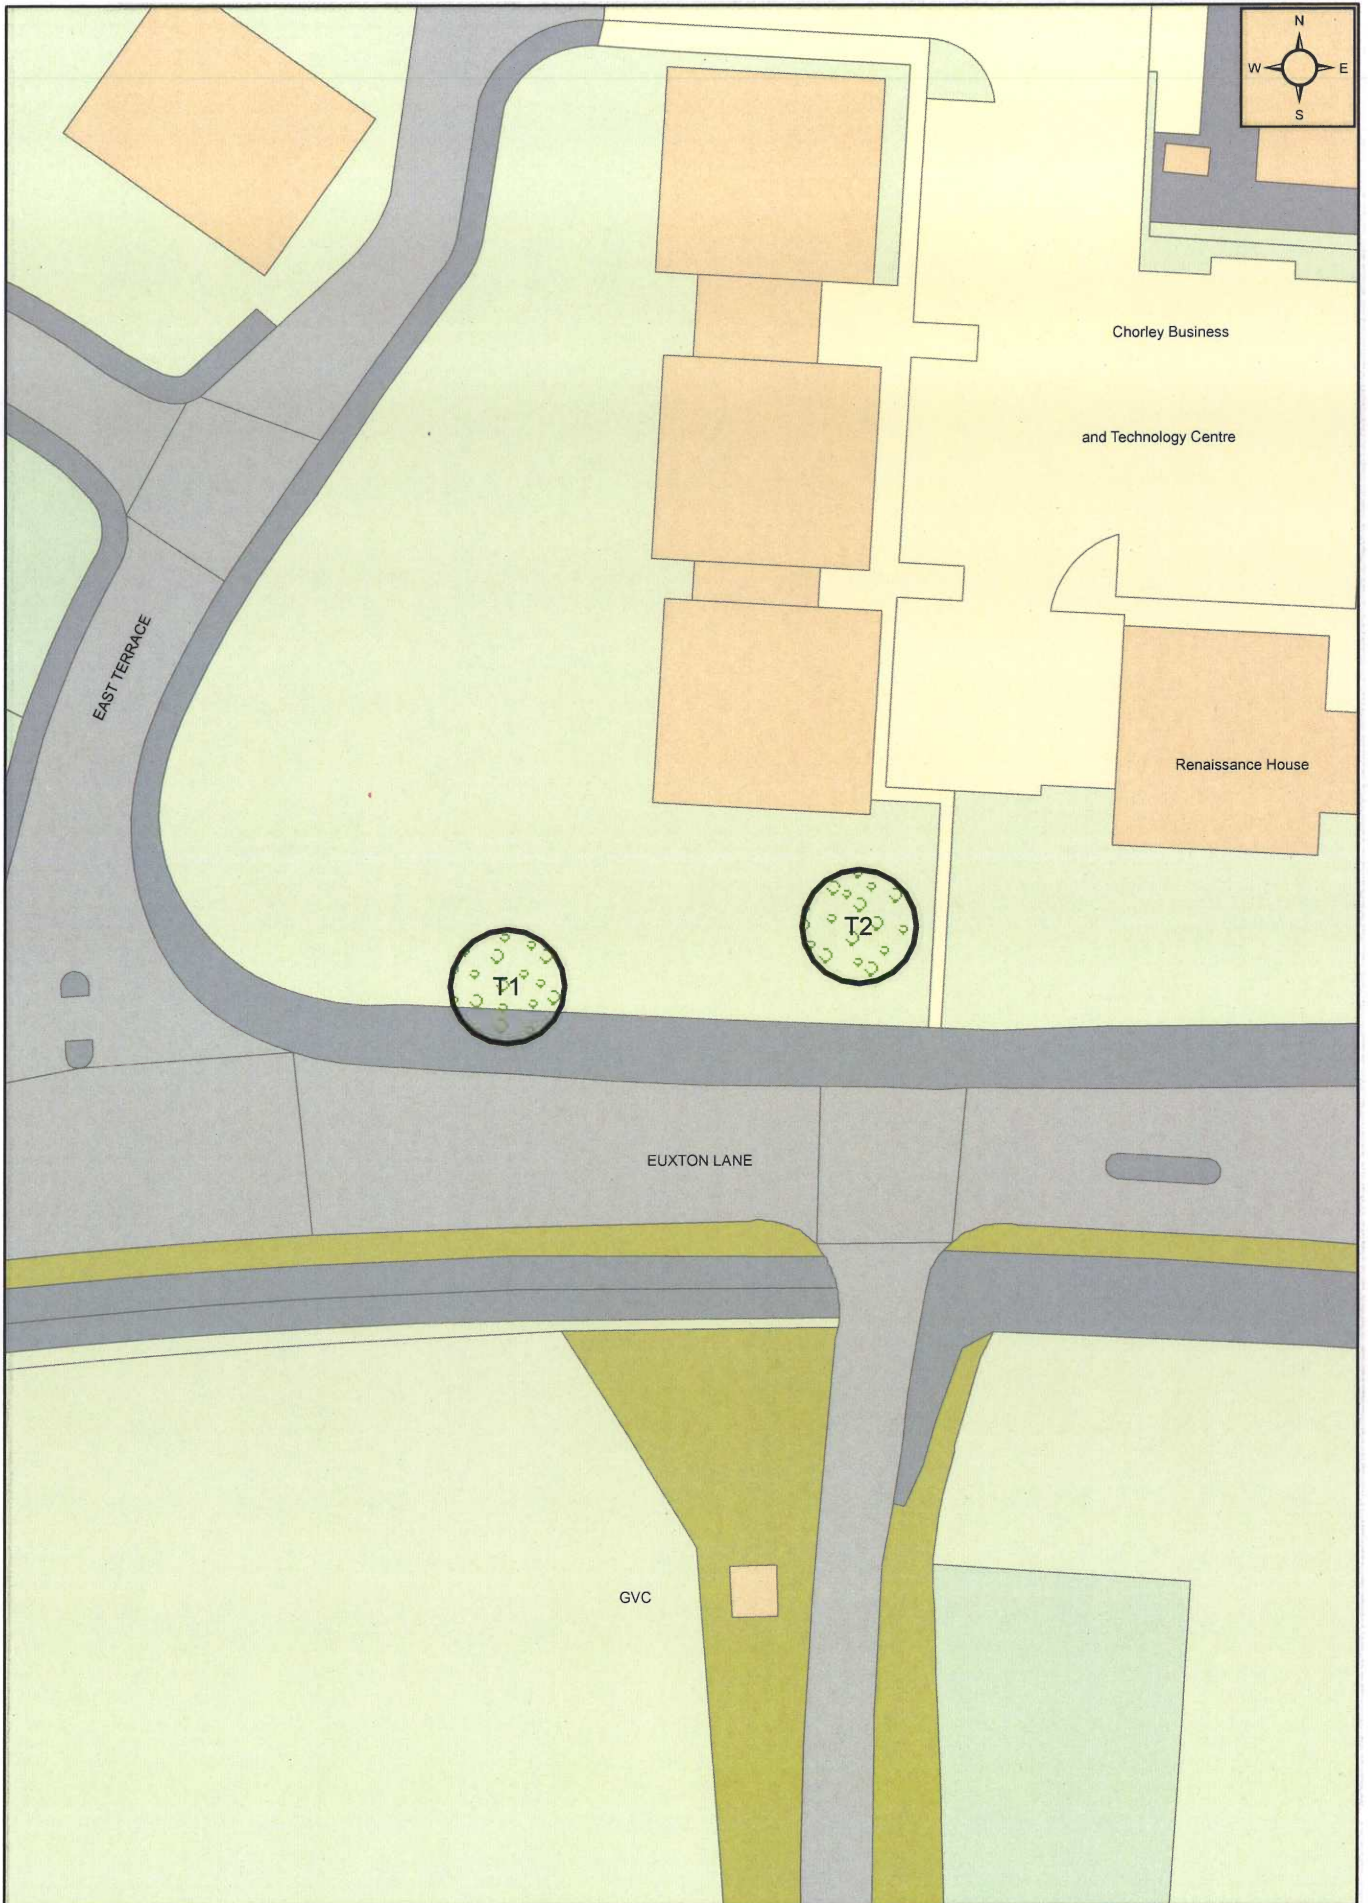 N
W E
S
Chorley Business
and Technology Centre
EAST TERRACE
Renaissance House
T2
T1
EUXTON LANE
GVC